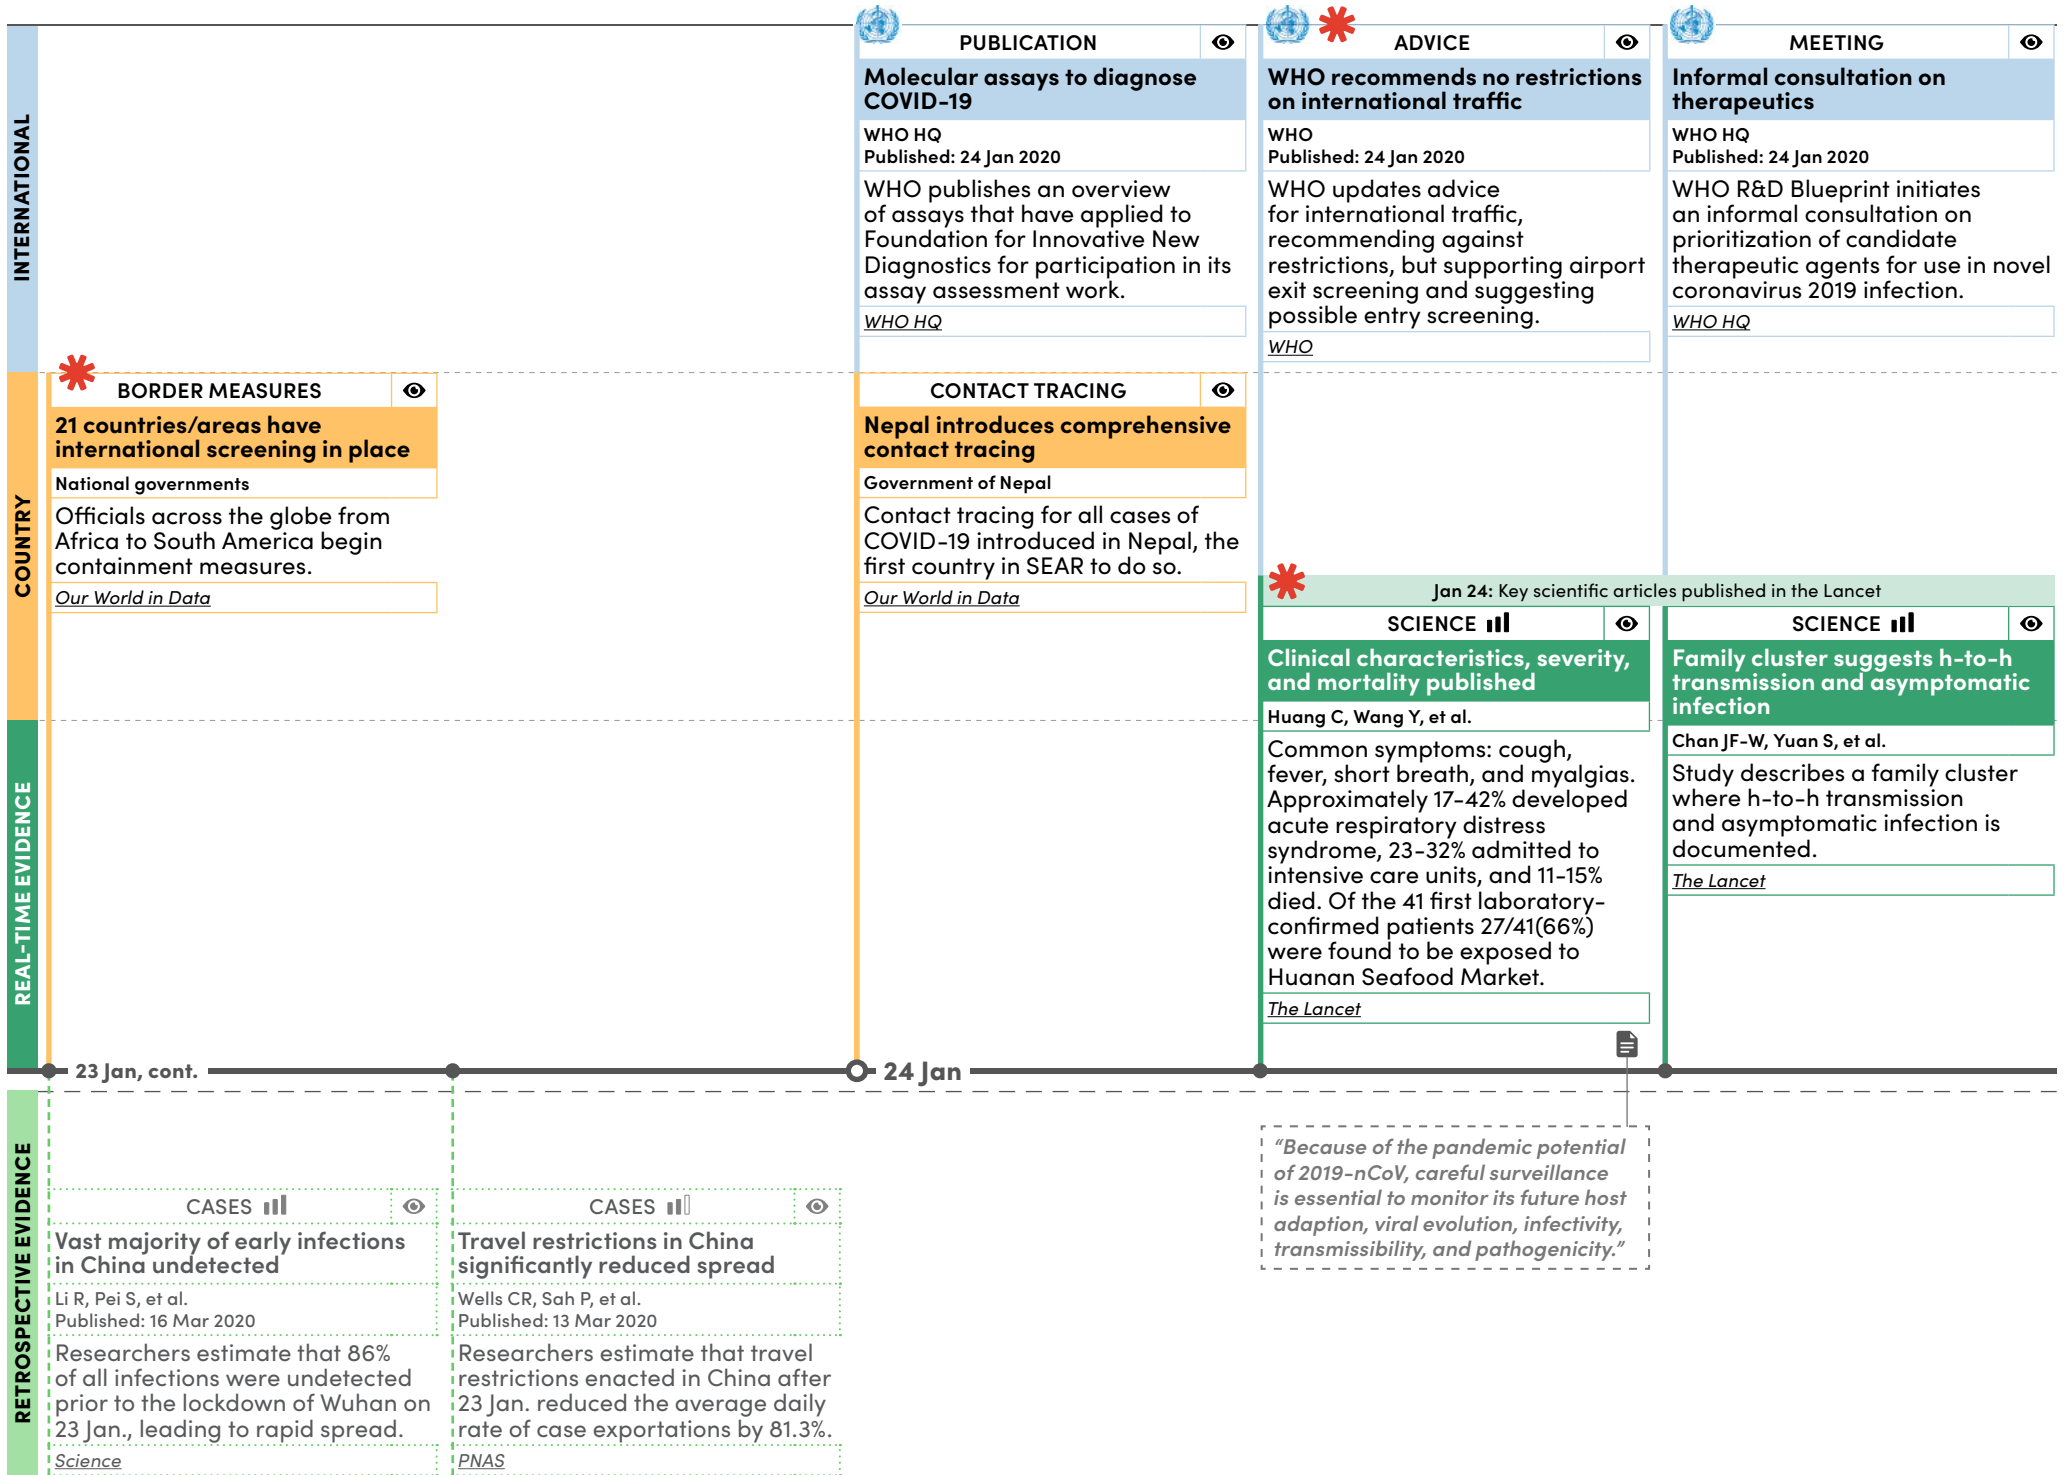 INTERNATIONAL
PUBLICATION
Molecular assays to diagnose
COVID-19
WHO HQ
Published: 24 Jan 2020
WHO publishes an overview
of assays that have applied to
Foundation for Innovative New
Diagnostics for participation in its
assay assessment work.
WHO HQ
ADVICE
WHO recommends no restrictions
on international traffic
WHO
Published: 24 Jan 2020
WHO updates advice
for international traffic,
recommending against
restrictions, but supporting airport
exit screening and suggesting
possible entry screening.
WHO
MEETING
Informal consultation on
therapeutics
WHO HQ
Published: 24 Jan 2020
WHO R&D Blueprint initiates
an informal consultation on
prioritization of candidate
therapeutic agents for use in novel
coronavirus 2019 infection.
WHO HQ
COUNTRY
BORDER MEASURES
21 countries/areas have
international screening in place
National governments
Officials across the globe from
Africa to South America begin
containment measures.
Our World in Data
CONTACT TRACING
Nepal introduces comprehensive
contact tracing
Government of Nepal
Contact tracing for all cases of
COVID-19 introduced in Nepal, the
first country in SEAR to do so.
Our World in Data
REAL-TIME EVIDENCE
Jan 24: Key scientific articles published in the Lancet
SCIENCE
Clinical characteristics, severity,
and mortality published
Huang C, Wang Y, et al.
Common symptoms: cough,
fever, short breath, and myalgias.
Approximately 17-42% developed
acute respiratory distress
syndrome, 23-32% admitted to
intensive care units, and 11-15%
died. Of the 41 first laboratory-
confirmed patients 27/41(66%)
were found to be exposed to
Huanan Seafood Market.
The Lancet
SCIENCE
Family cluster suggests h-to-h
transmission and asymptomatic
infection
Chan JF-W, Yuan S, et al.
Study describes a family cluster
where h-to-h transmission
and asymptomatic infection is
documented.
The Lancet
23 Jan, cont.
24 Jan
RETROSPECTIVE EVIDENCE
CASES
Vast majority of early infections
in China undetected
Li R, Pei S, et al.
Published: 16 Mar 2020
Researchers estimate that 86%
of all infections were undetected
prior to the lockdown of Wuhan on
23 Jan., leading to rapid spread.
Science
CASES
Travel restrictions in China
significantly reduced spread
Wells CR, Sah P, et al.
Published: 13 Mar 2020
Researchers estimate that travel
restrictions enacted in China after
23 Jan. reduced the average daily
rate of case exportations by 81.3%.
PNAS
“Because of the pandemic potential
of 2019-nCoV, careful surveillance
is essential to monitor its future host
adaption, viral evolution, infectivity,
transmissibility, and pathogenicity.”